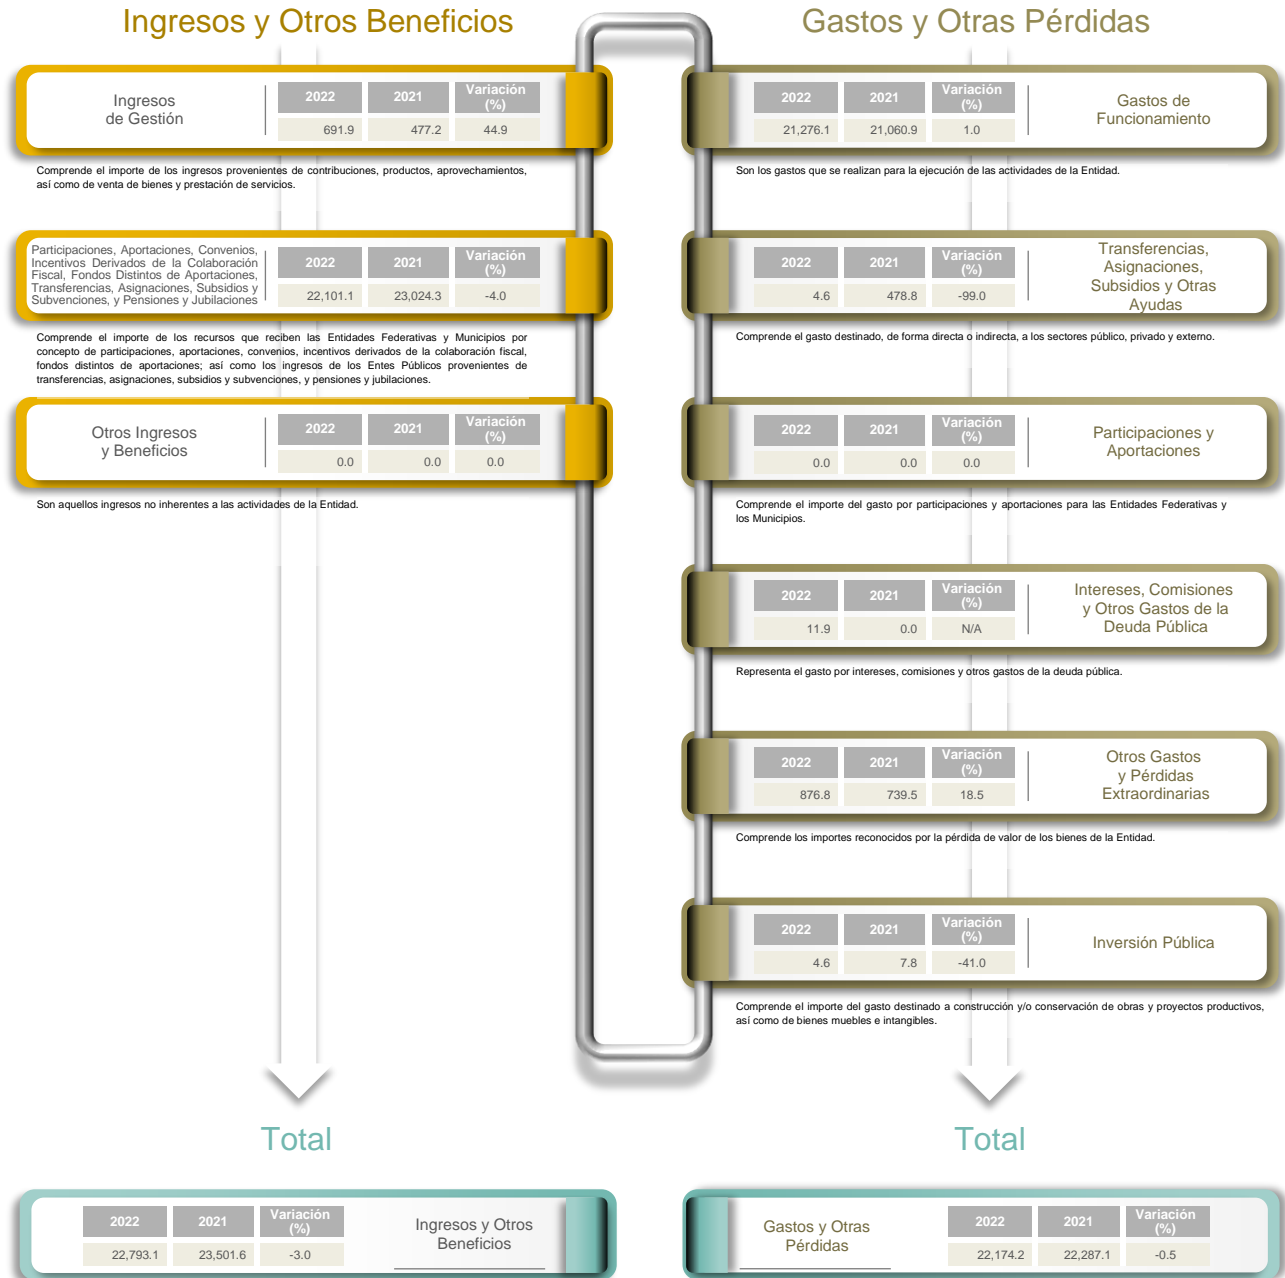 Ingresos y Otros Beneficios
Ingresos
de Gestión
2022 2021 Variación (%)
691.9 477.2 44.9
Comprende el importe de los ingresos provenientes de contribuciones, productos, aprovechamientos,
así como de venta de bienes y prestación de servicios.
Participaciones, Aportaciones, Convenios,
Incentivos Derivados de la Colaboración
Fiscal, Fondos Distintos de Aportaciones,
Transferencias, Asignaciones, Subsidios y
Subvenciones, y Pensiones y Jubilaciones
2022 2021 Variación (%)
22,101.1 23,024.3 -4.0
Comprende el importe de los recursos que reciben las Entidades Federativas y Municipios por
concepto de participaciones, aportaciones, convenios, incentivos derivados de la colaboración fiscal,
fondos distintos de aportaciones; así como los ingresos de los Entes Públicos provenientes de
transferencias, asignaciones, subsidios y subvenciones, y pensiones y jubilaciones.
Otros Ingresos
y Beneficios
2022 2021 Variación (%)
0.0 0.0 0.0
Son aquellos ingresos no inherentes a las actividades de la Entidad.
Total
2022 2021 Variación (%)
22,793.1 23,501.6 -3.0
Ingresos y Otros
Beneficios
Gastos y Otras Pérdidas
2022 2021 Variación (%)
21,276.1 21,060.9 1.0
Gastos de
Funcionamiento
Son los gastos que se realizan para la ejecución de las actividades de la Entidad.
2022 2021 Variación (%)
4.6 478.8 -99.0
Transferencias,
Asignaciones,
Subsidios y Otras
Ayudas
Comprende el gasto destinado, de forma directa o indirecta, a los sectores público, privado y externo.
2022 2021 Variación (%)
0.0 0.0 0.0
Participaciones y
Aportaciones
Comprende el importe del gasto por participaciones y aportaciones para las Entidades Federativas y
los Municipios.
2022 2021 Variación (%)
11.9 0.0 N/A
Intereses, Comisiones
y Otros Gastos de la
Deuda Pública
Representa el gasto por intereses, comisiones y otros gastos de la deuda pública.
2022 2021 Variación (%)
876.8 739.5 18.5
Otros Gastos
y Pérdidas
Extraordinarias
Comprende los importes reconocidos por la pérdida de valor de los bienes de la Entidad.
2022 2021 Variación (%)
4.6 7.8 -41.0
Inversión Pública
Comprende el importe del gasto destinado a construcción y/o conservación de obras y proyectos productivos,
así como de bienes muebles e intangibles.
Total
Gastos y Otras
Pérdidas
2022 2021 Variación (%)
22,174.2 22,287.1 -0.5